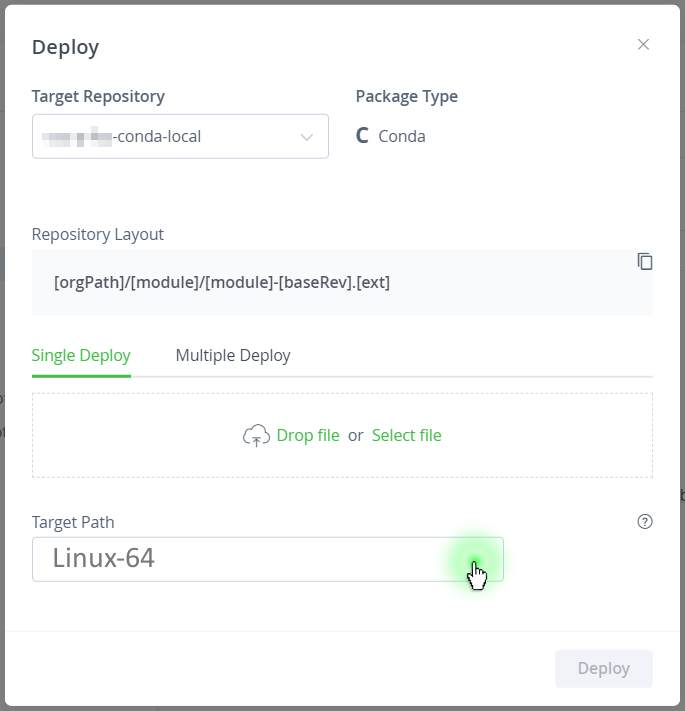 Deploy
Target Repository
Package Type
-conda-local
C Conda
Repository Layout
[orgPath]/[module]/[module]-[baseRev].[ext]
Single Deploy
Multiple Deploy
Drop file or Select file
Target Path
Linux-64
Deploy